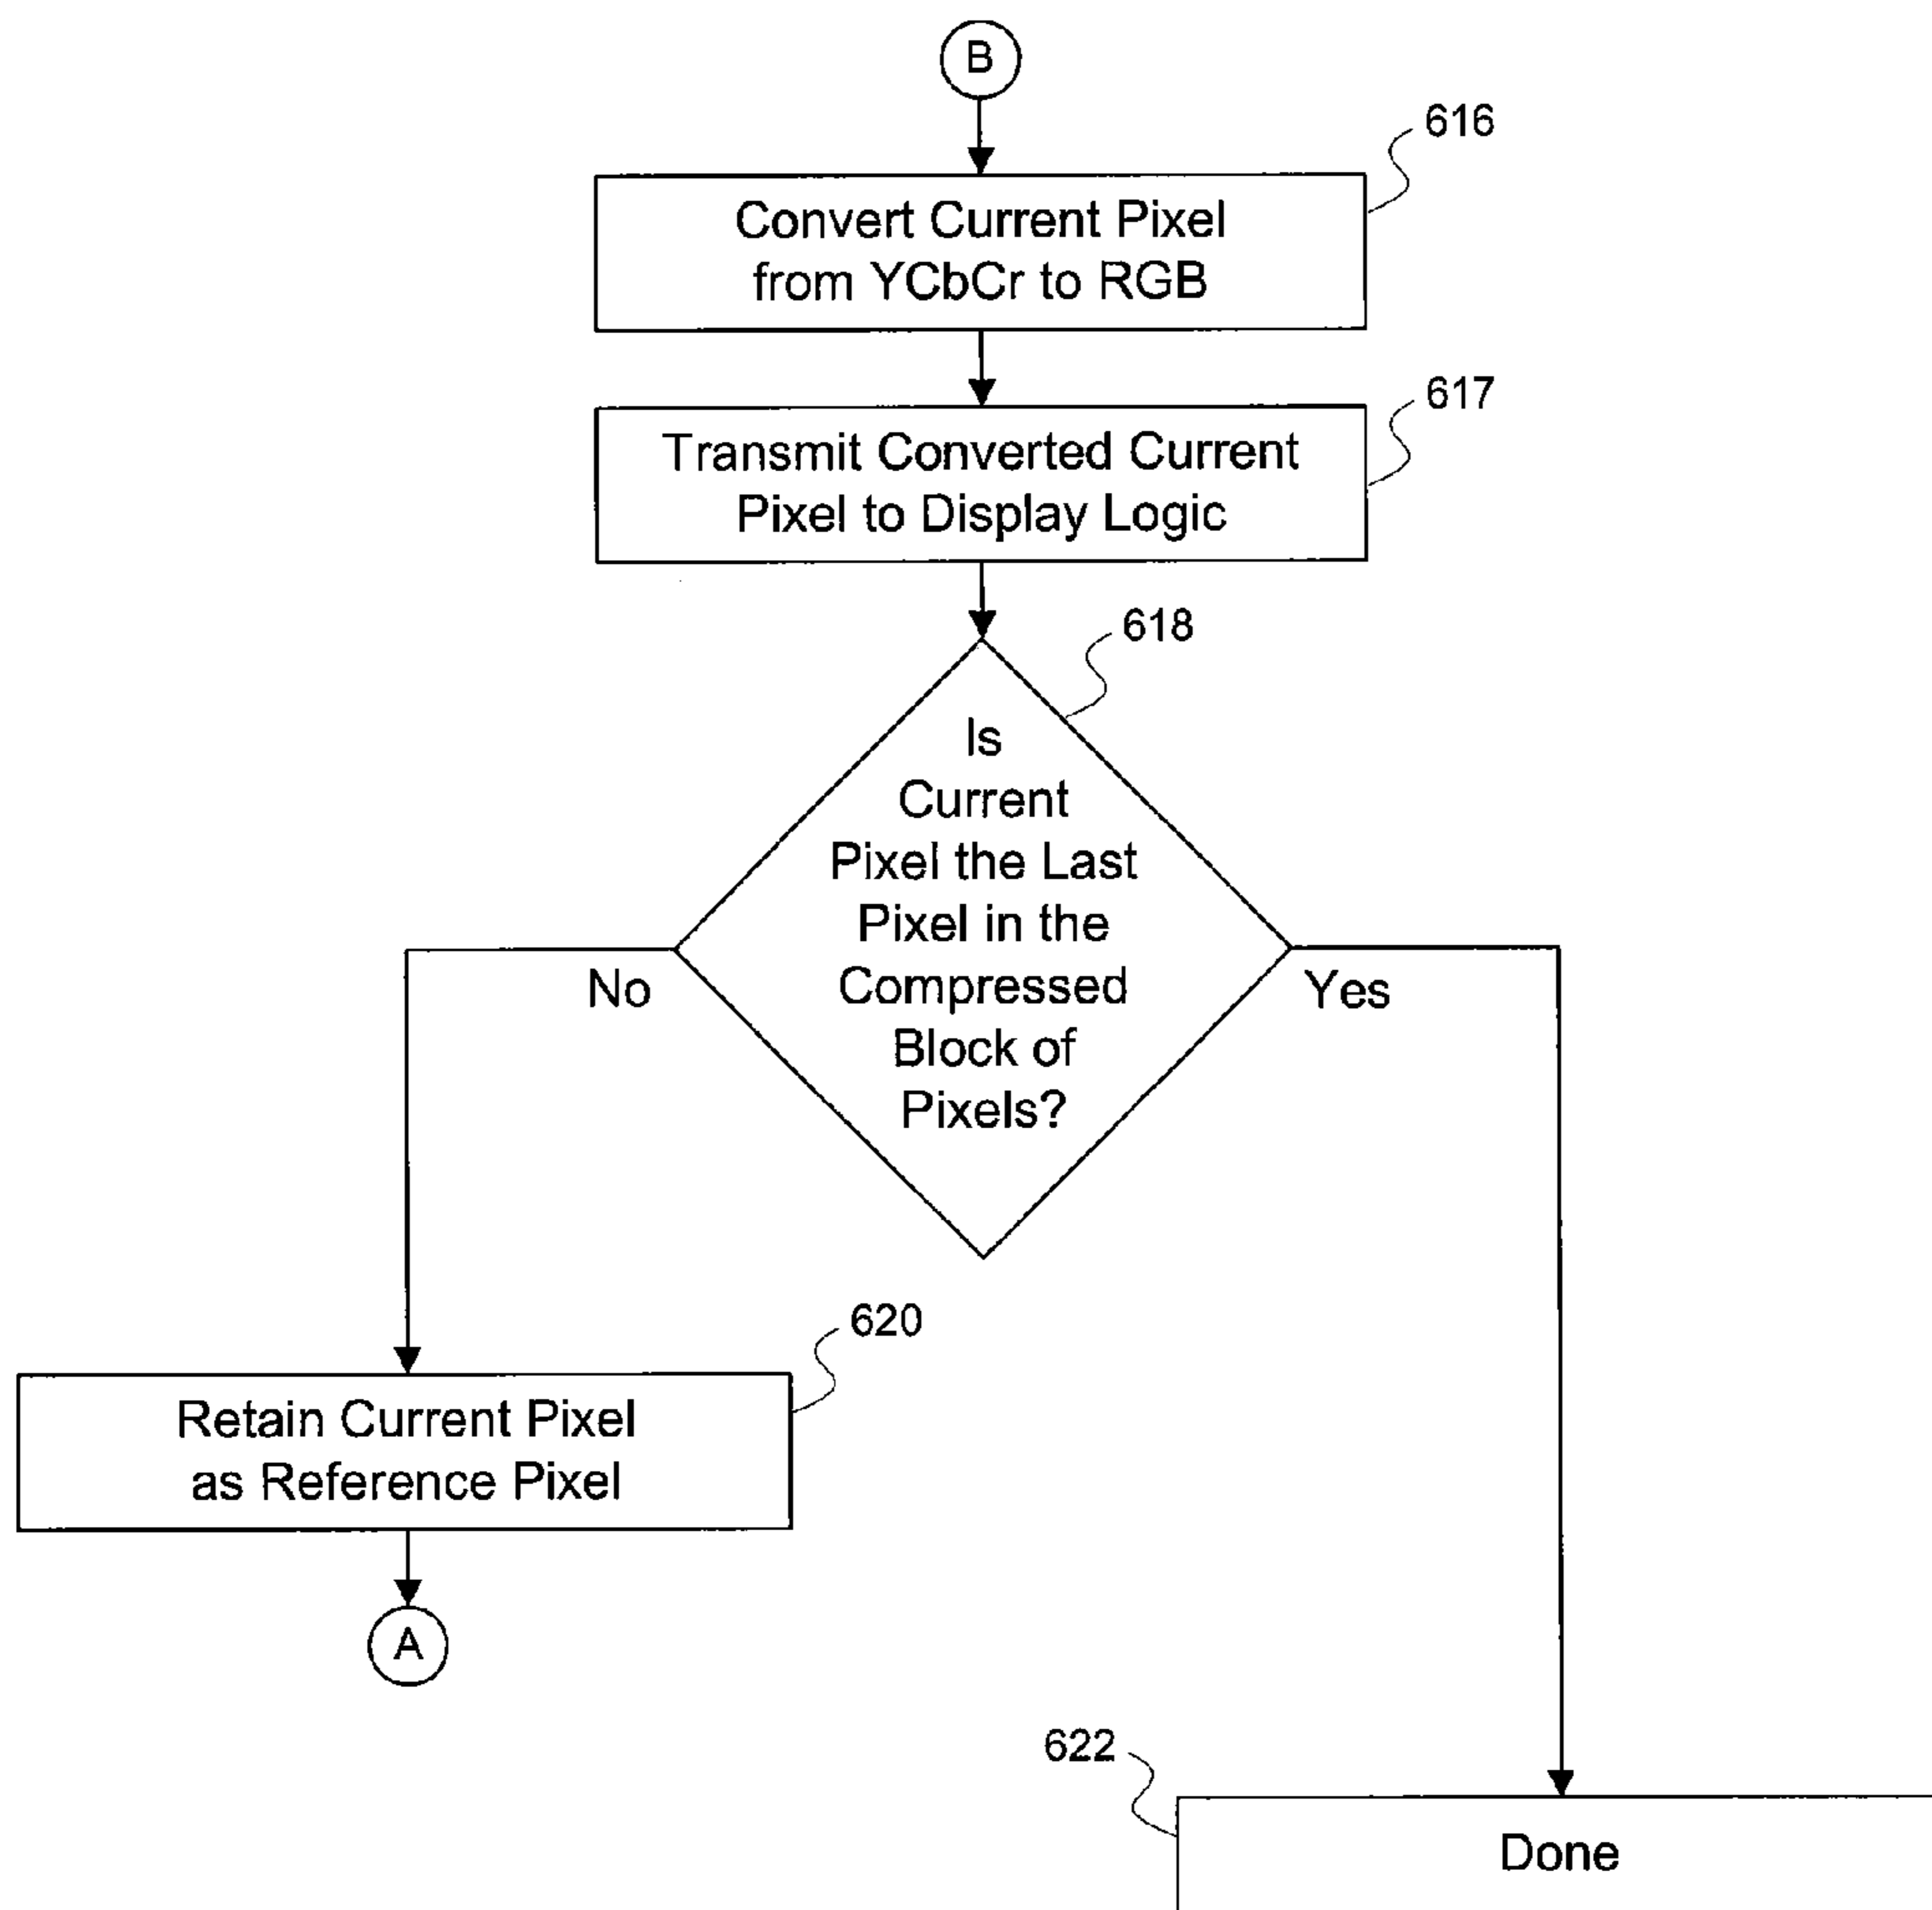 B
616
Convert Current Pixel
from YCbCr to RGB
617
Transmit Converted Current
Pixel to Display Logic
618
Is
Current
Pixel the Last
Pixel in the
Compressed
Block of
Pixels?
No
Yes
620
Retain Current Pixel
as Reference Pixel
A
622
Done